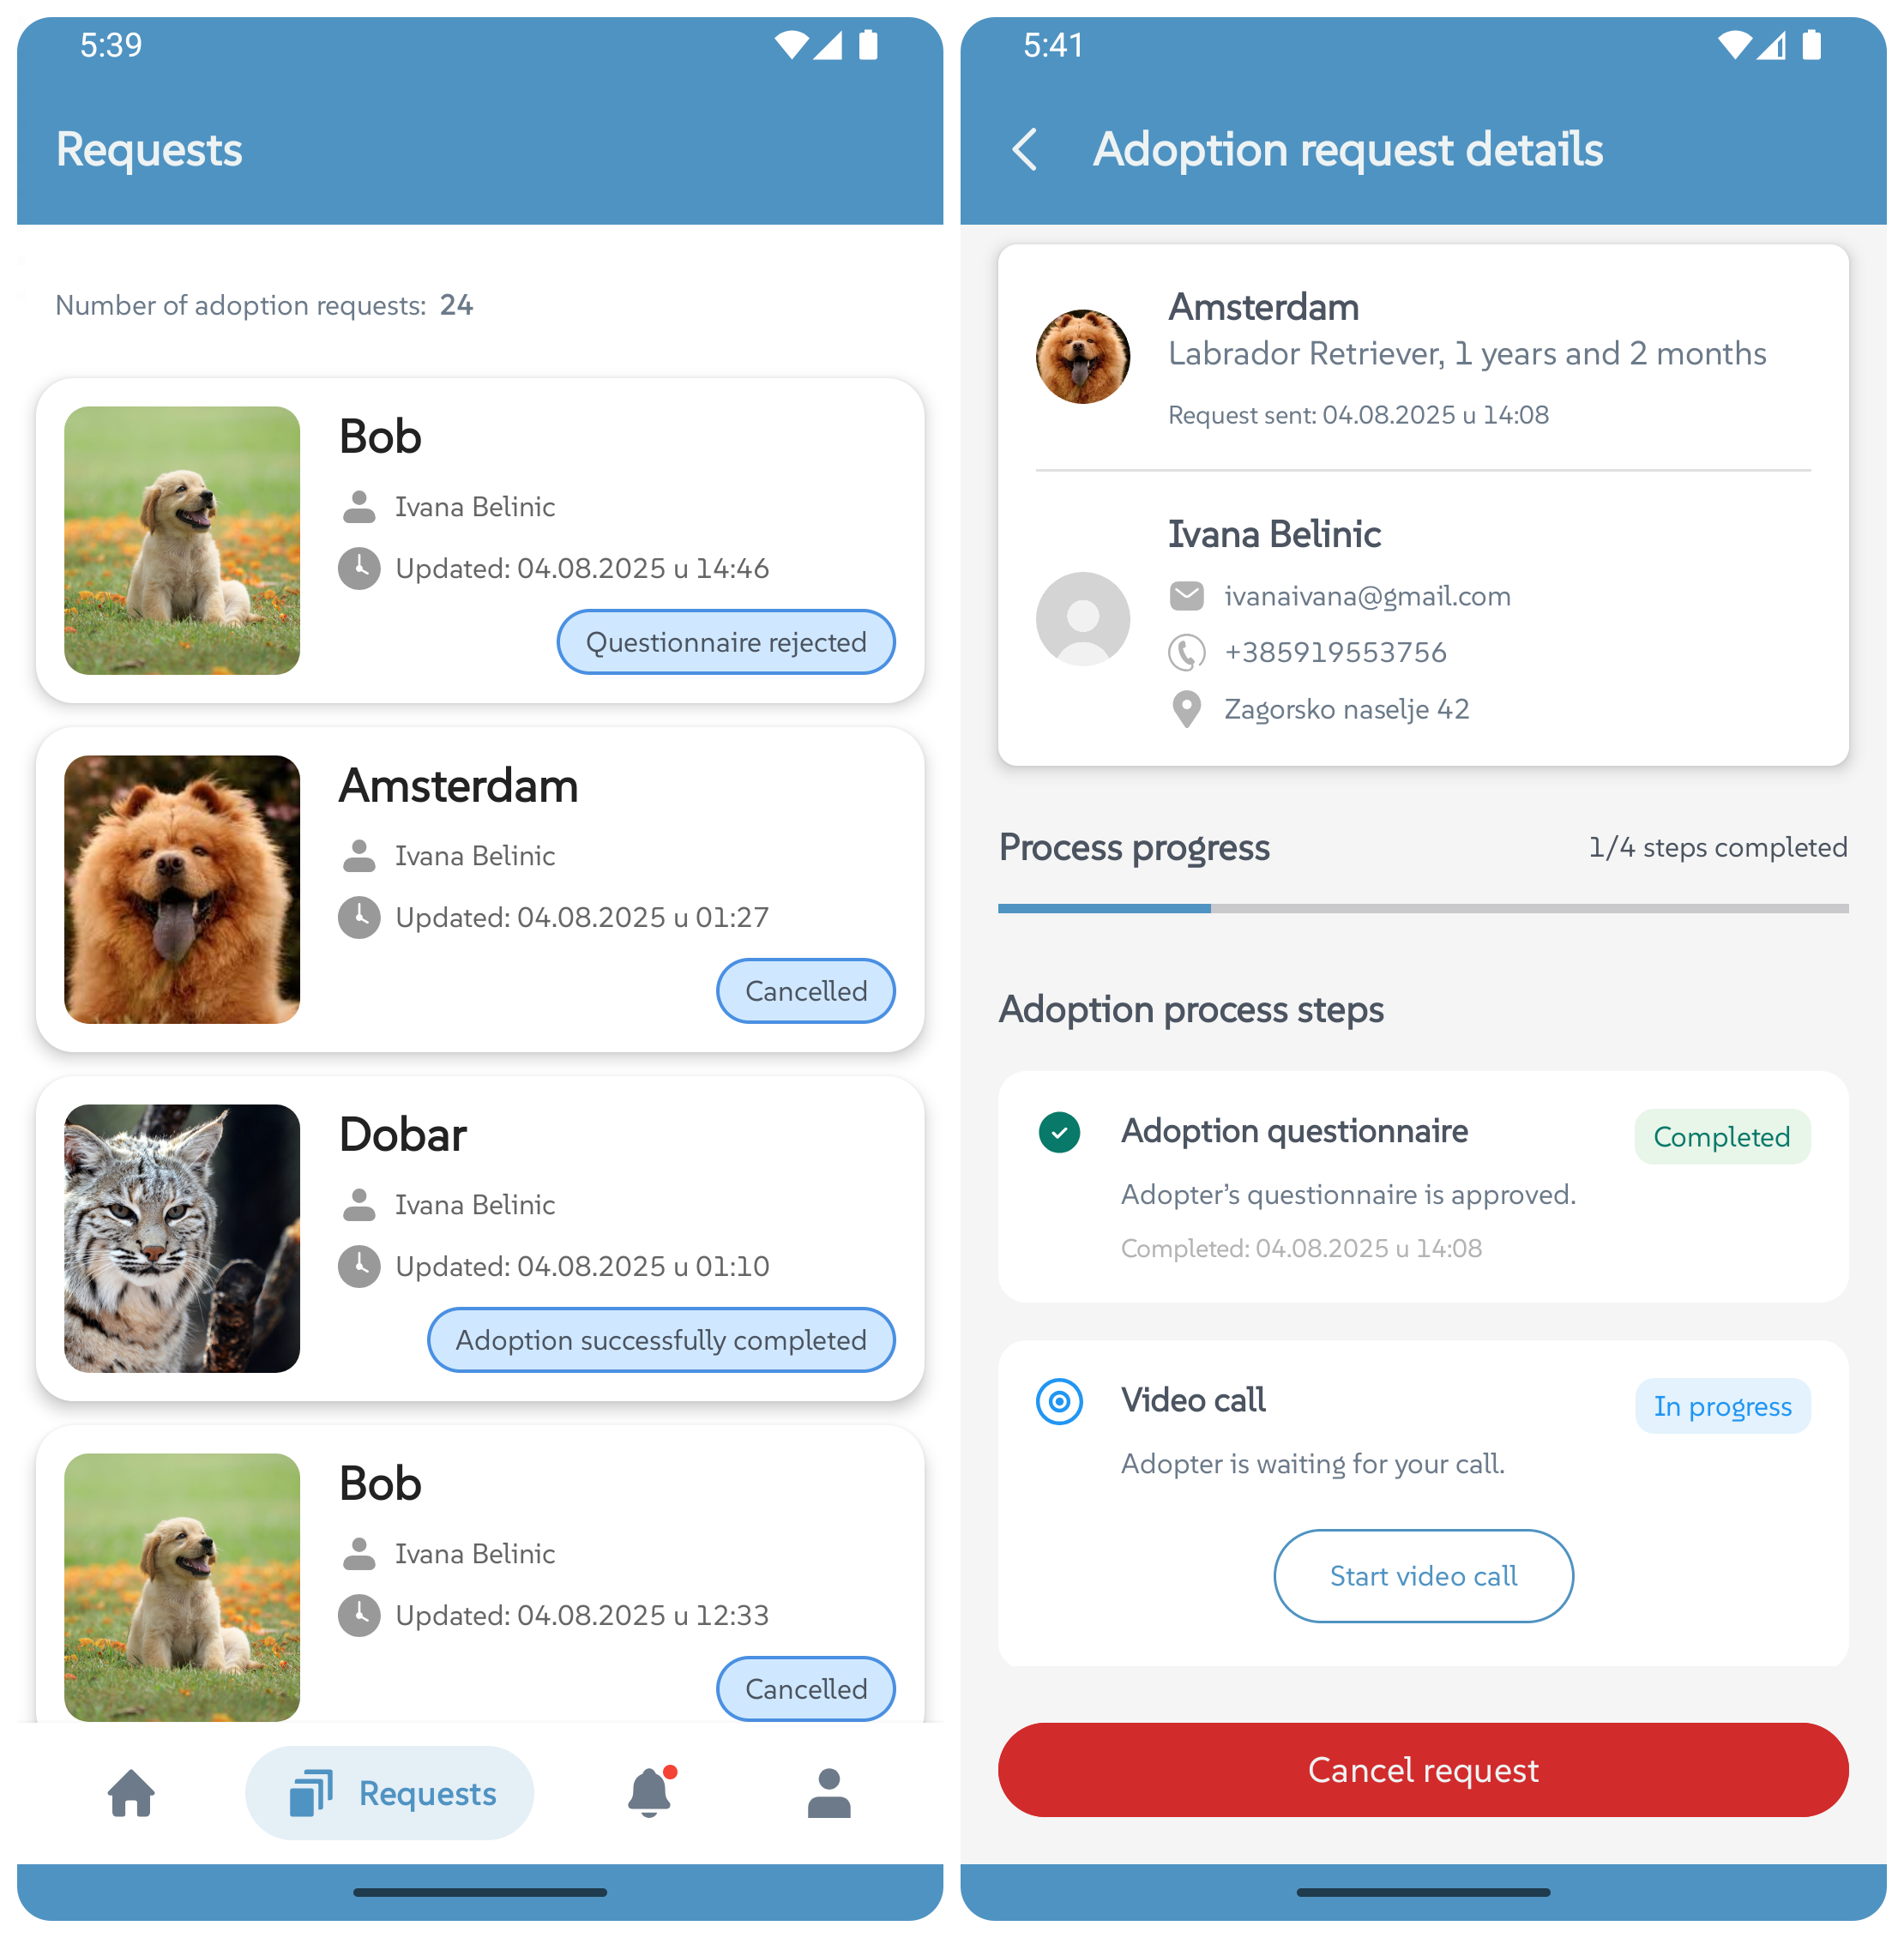 5:39
Requests
Number of adoption requests: 24
Bob
Ivana Belinic
Updated: 04.08.2025 u 14:46
Questionnaire rejected
Amsterdam
Ivana Belinic
Updated: 04.08.2025 u 01:27
Cancelled
Dobar
Ivana Belinic
Updated: 04.08.2025 u 01:10
Adoption successfully completed
Bob
Ivana Belinic
Updated: 04.08.2025 u 12:33
Cancelled
Requests
5:41
Adoption request details
Amsterdam
Labrador Retriever, 1 years and 2 months
Request sent: 04.08.2025 u 14:08
Ivana Belinic
ivanaivana@gmail.com
+385919553756
Zagorsko naselje 42
Process progress
1/4 steps completed
Adoption process steps
Adoption questionnaire
Completed
Adopter's questionnaire is approved.
Completed: 04.08.2025 u 14:08
Video call
In progress
Adopter is waiting for your call.
Start video call
Cancel request